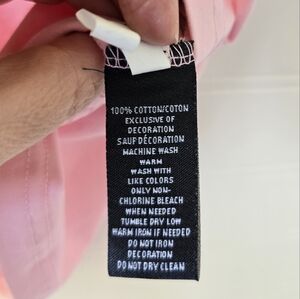 100% COTTON/COTON
EXCLUSIVE OF
DECORATION
SAUF DÉCORATION
MACHINE WASH
WARM
WASH WITH
LIKE COLORS
ONLY NON-
CHLORINE BLEACH
WHEN NEEDED
TUMBLE DRY LOW
WARM IRON IF NEEDED
DO NOT IRON
DECORATION
DO NOT DRY CLEAN